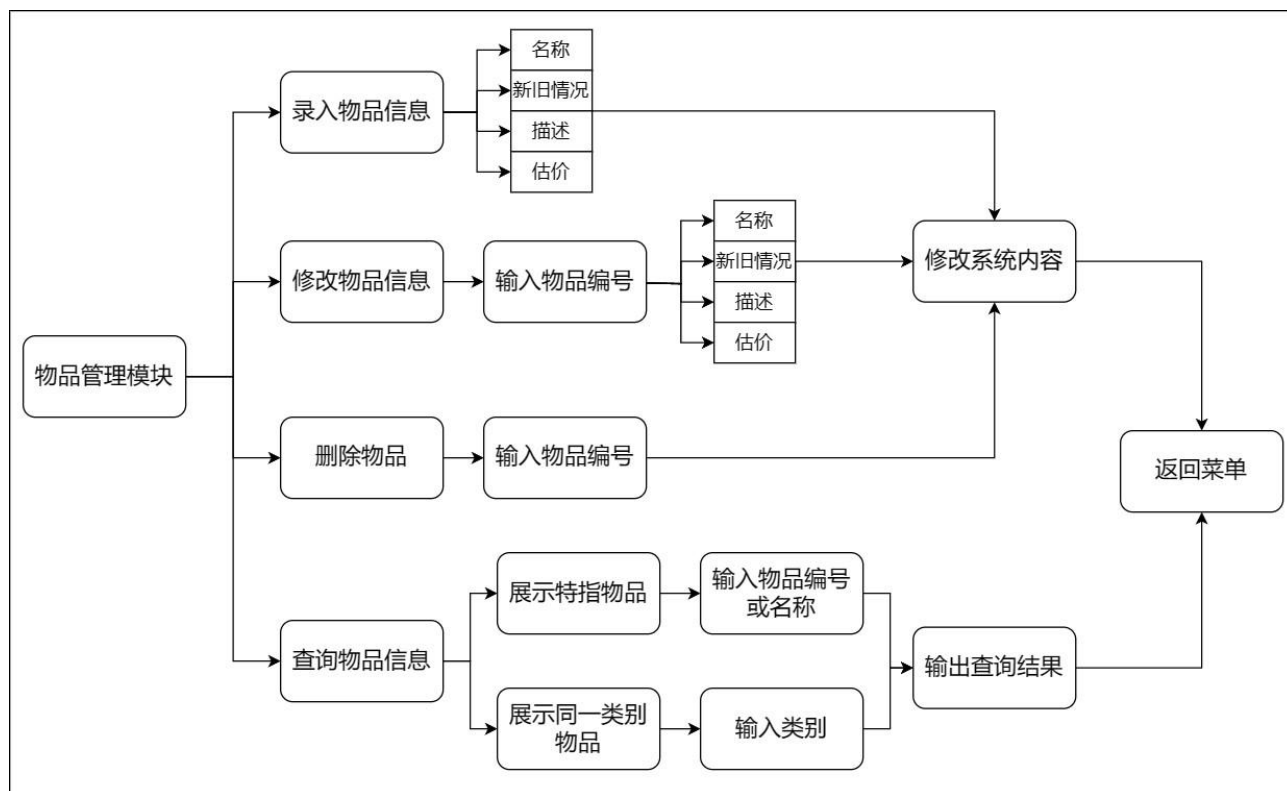 名称
新旧情况
描述
估价
录入物品信息
名称
新旧情况
描述
估价
修改物品信息
输入物品编号
修改系统内容
物品管理模块
删除物品
输入物品编号
返回菜单
展示特指物品
输入物品编号
或名称
查询物品信息
输出查询结果
展示同一类别
物品
输入类别